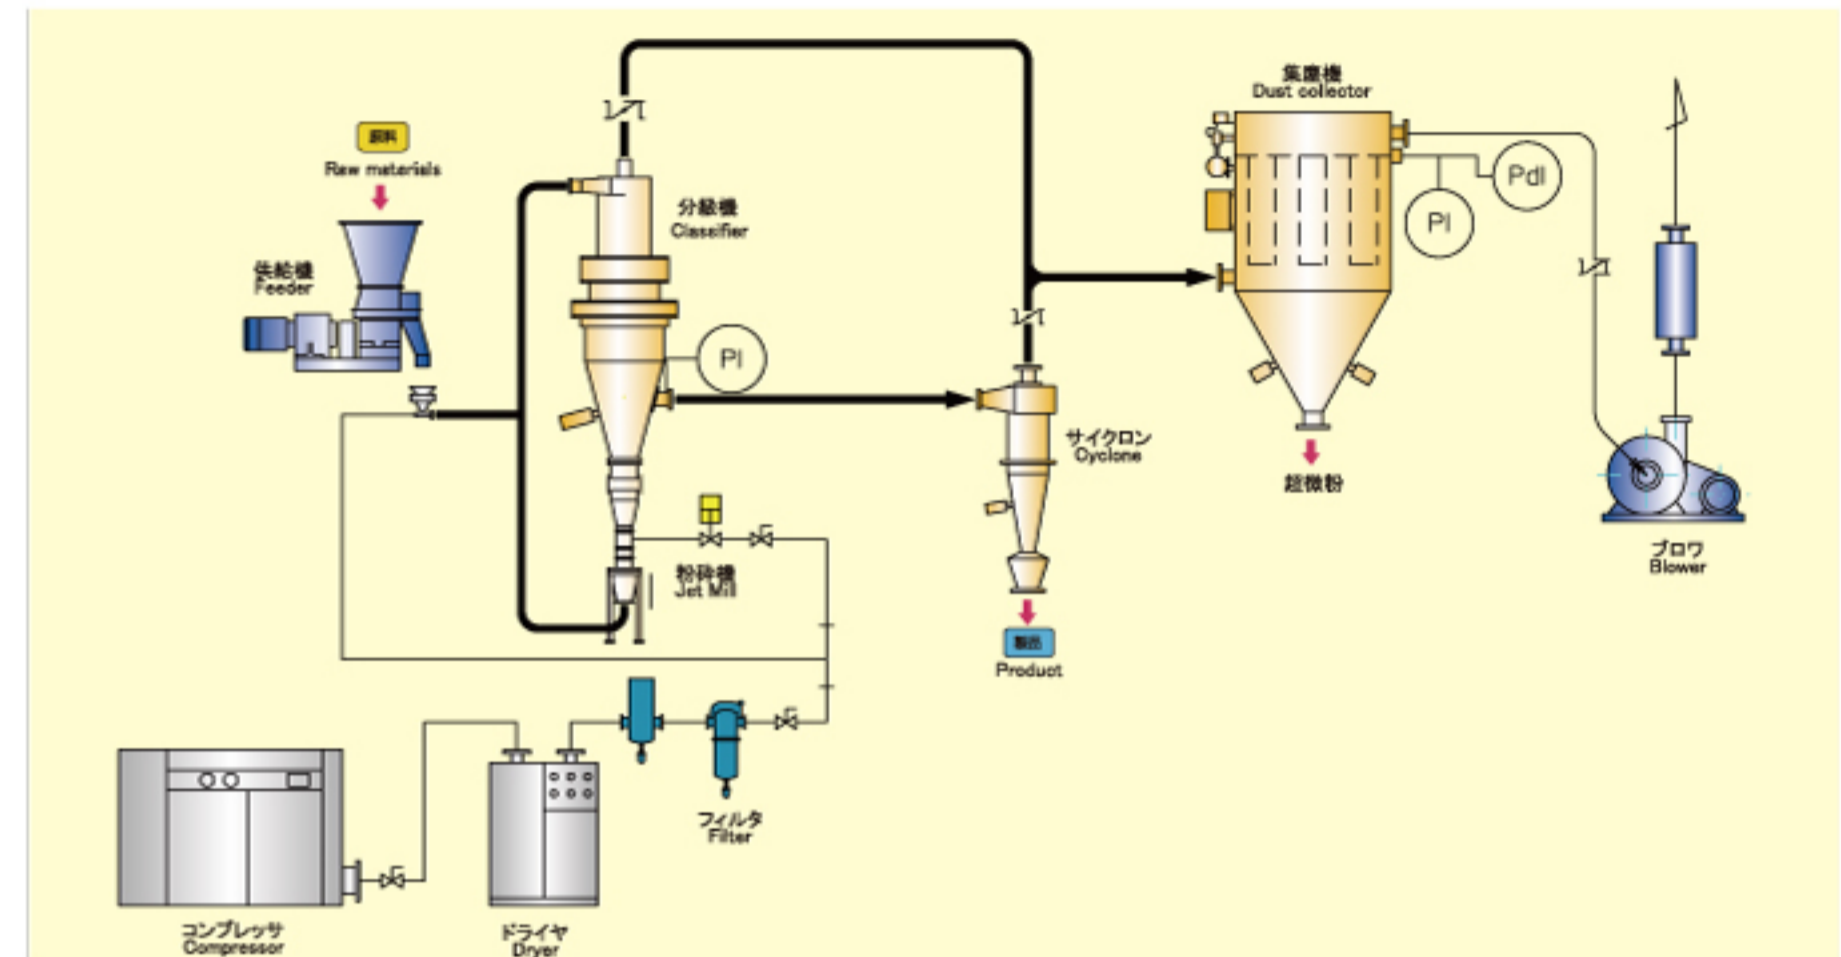 原料
Raw materials
供給機
Feeder
分級機
Classifier
PI
粉砕機
Jet Mill
サイクロン
Cyclone
製品
Product
集塵機
Dust collector
PdI
PI
超微粉
ブロワ
Blower
フィルタ
Filter
コンプレッサ
Compressor
ドライヤ
Dryer